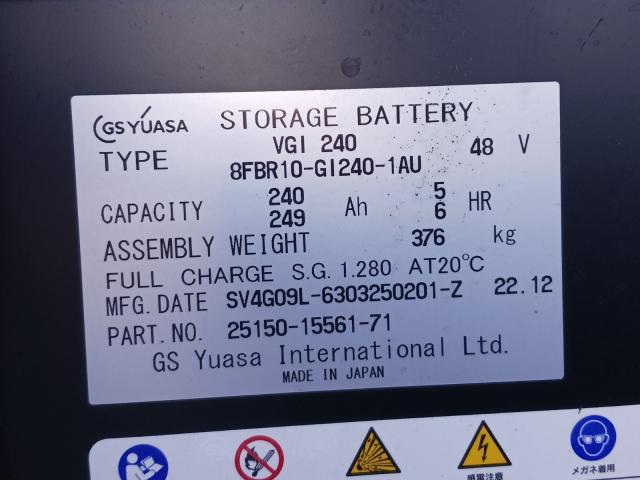 GS YUASA STORAGE BATTERY
TYPE VGI 240 48 V
8FBR10-GI240-1AU
CAPACITY 240 Ah 5 HR
249 6
ASSEMBLY WEIGHT 376 kg
FULL CHARGE S.G. 1.280 AT20℃
MFG. DATE SV4G09L-6303250201-Z 22.12
PART.NO. 25150-15561-71
GS Yuasa International Ltd.
MADE IN JAPAN
メガネ着用